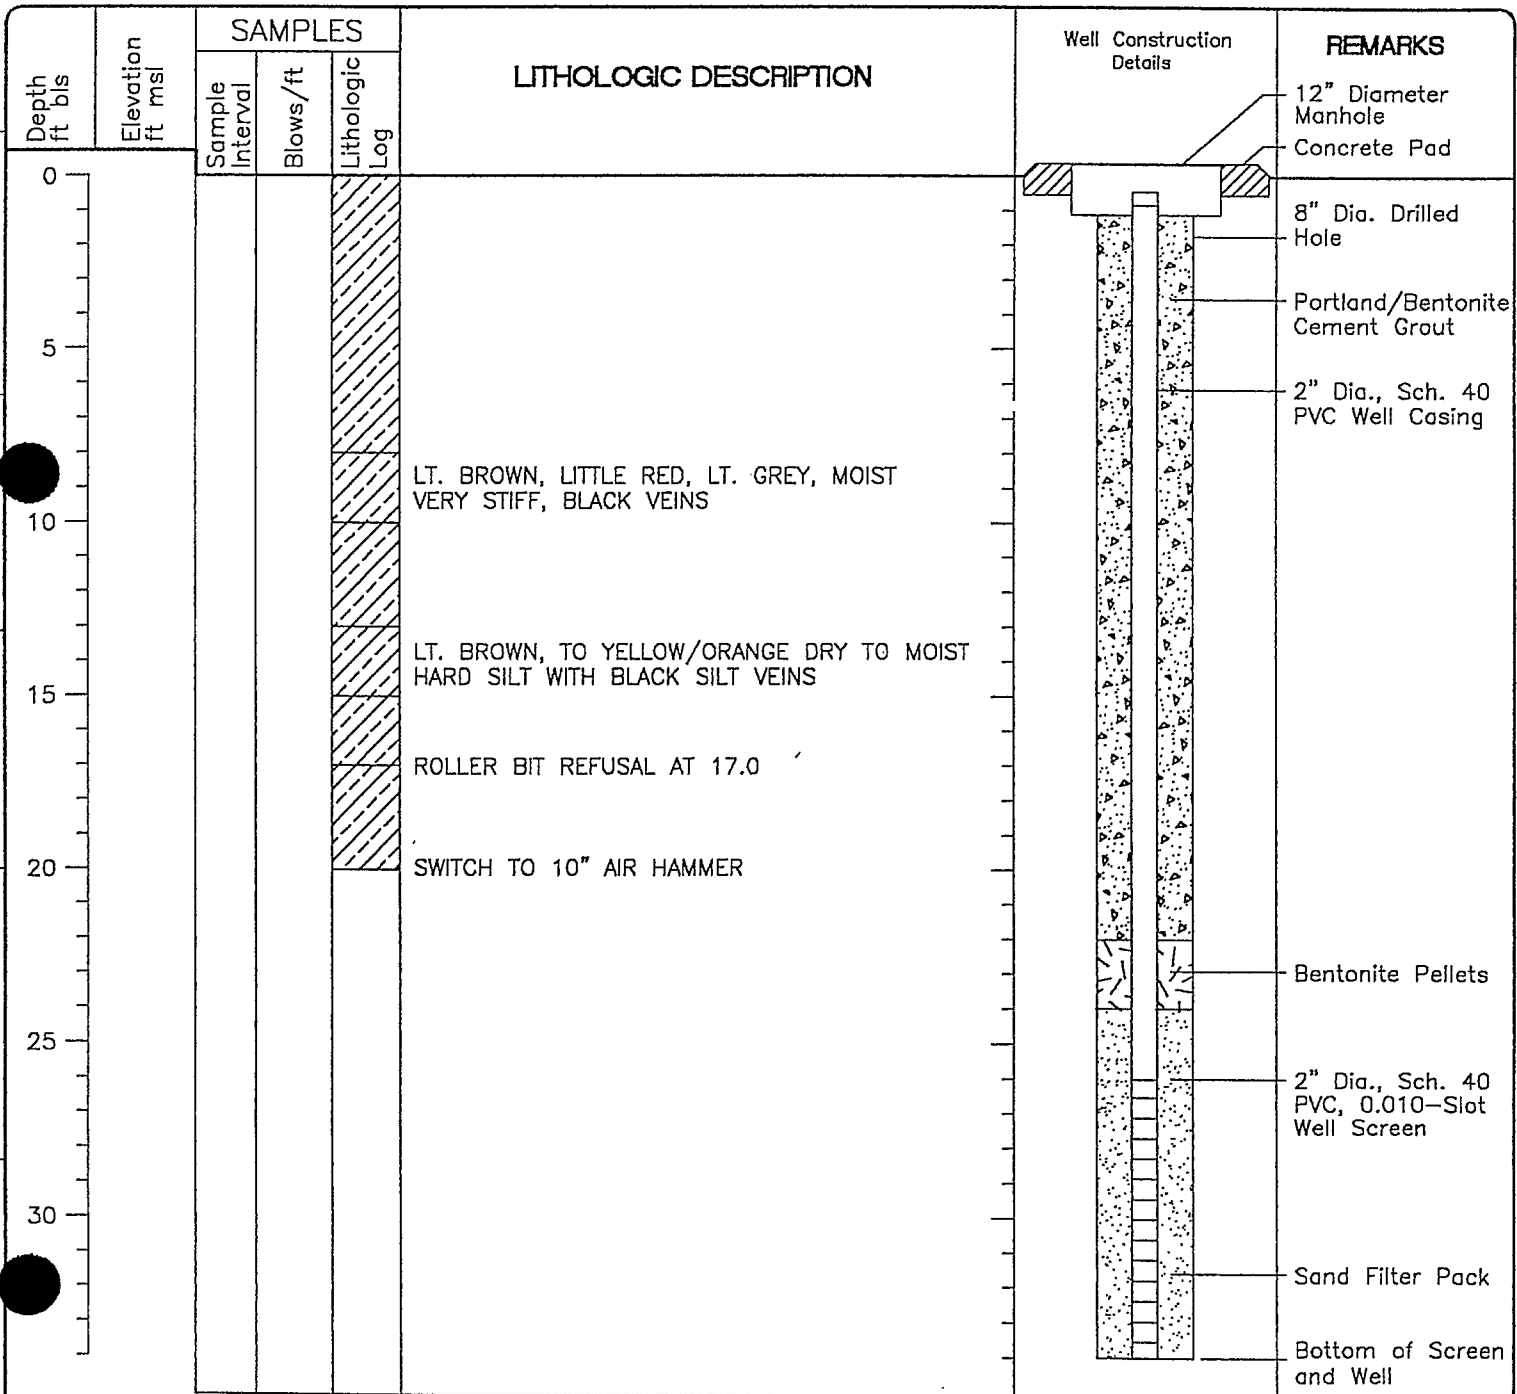 Depth
ft bls
Elevation
ft msl
SAMPLES
Sample
Interval
Blows/ft
Lithologic
Log
LITHOLOGIC DESCRIPTION
Well Construction
Details
REMARKS
12" Diameter
Manhole
Concrete Pad
0
8" Dia. Drilled
Hole
Portland/Bentonite
Cement Grout
5
2" Dia., Sch. 40
PVC Well Casing
LT. BROWN, LITTLE RED, LT. GREY, MOIST
VERY STIFF, BLACK VEINS
10
LT. BROWN, TO YELLOW/ORANGE DRY TO MOIST
HARD SILT WITH BLACK SILT VEINS
15
ROLLER BIT REFUSAL AT 17.0
20
SWITCH TO 10" AIR HAMMER
Bentonite Pellets
25
2" Dia., Sch. 40
PVC, 0.010-Slot
Well Screen
30
Sand Filter Pack
Bottom of Screen
and Well